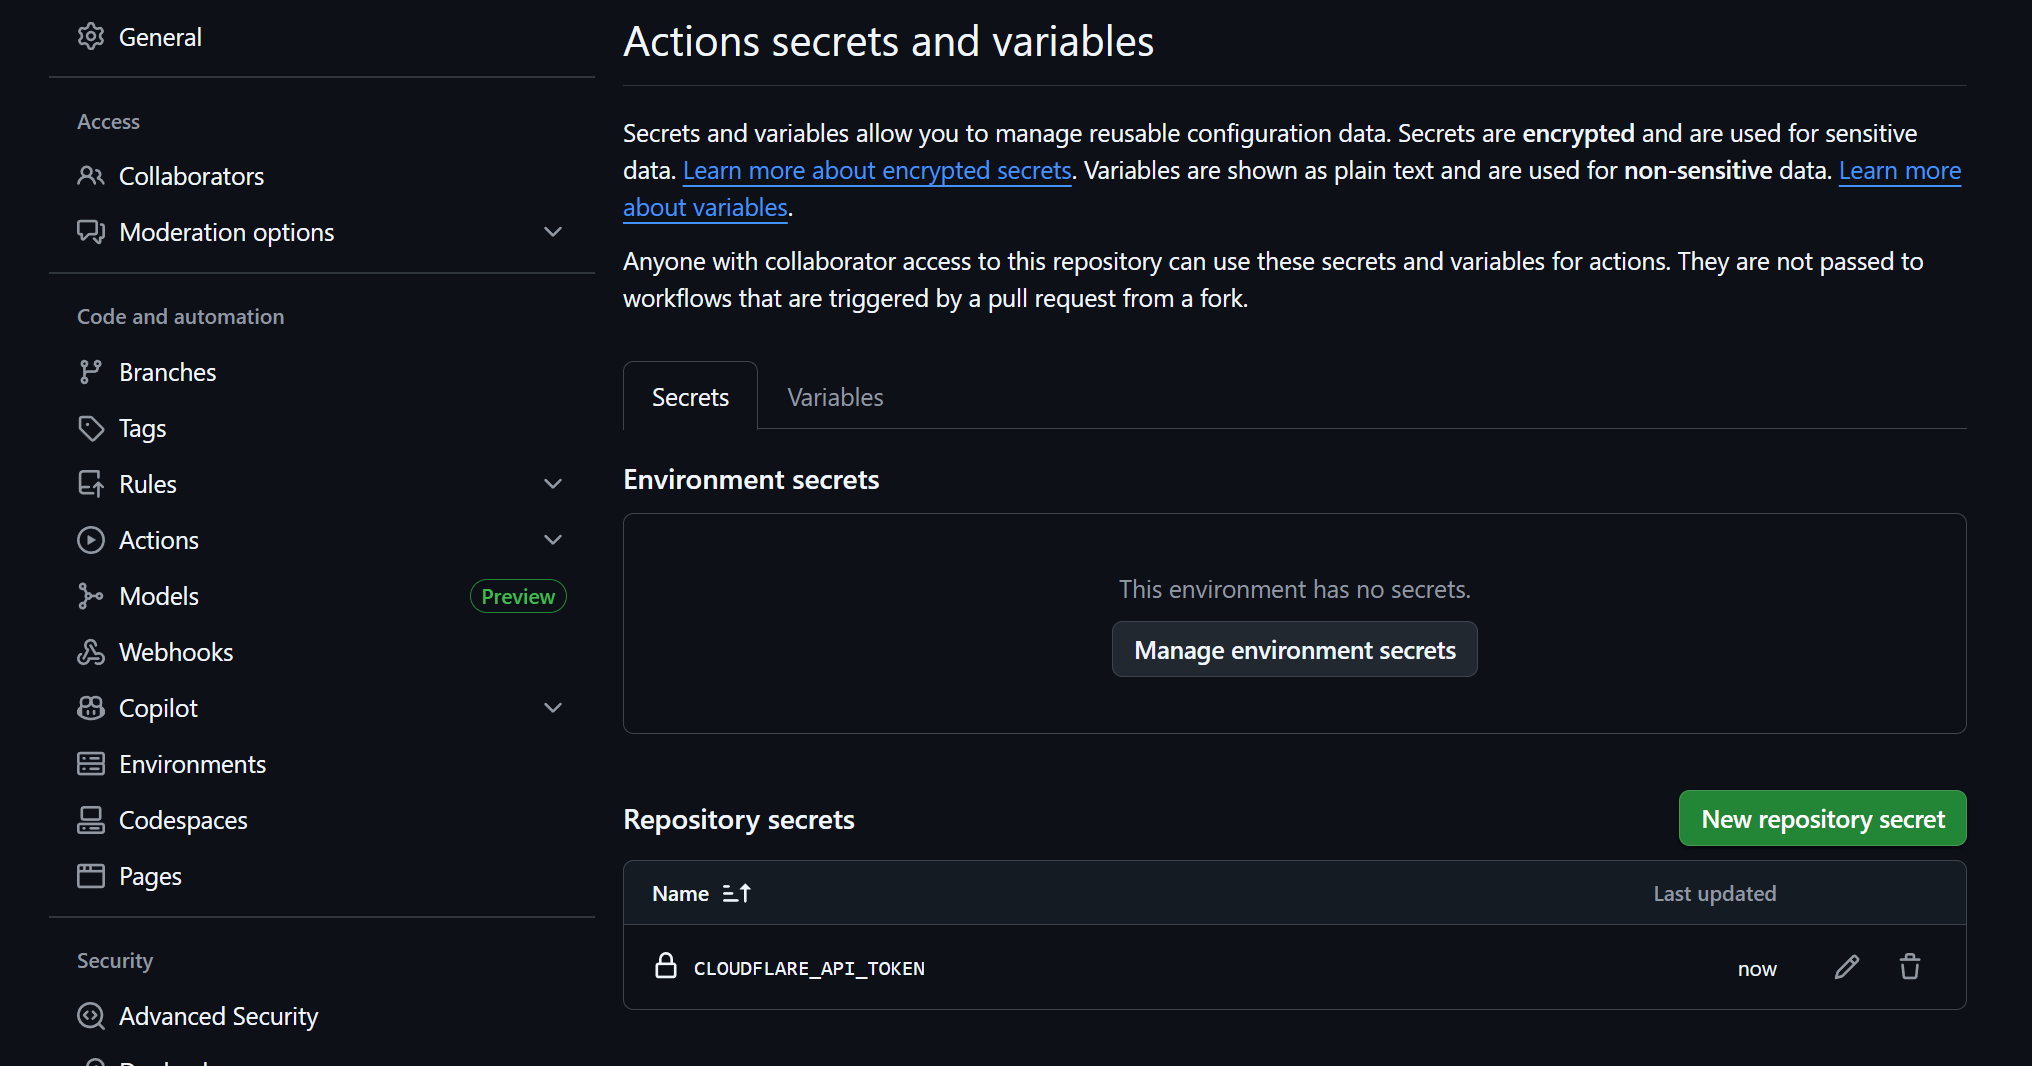 General
Access
Collaborators
Moderation options
Code and automation
Branches
Tags
Rules
Actions
Models
Preview
Webhooks
Copilot
Environments
Codespaces
Pages
Security
Advanced Security
Actions secrets and variables
Secrets and variables allow you to manage reusable configuration data. Secrets are encrypted and are used for sensitive
data. Learn more about encrypted secrets. Variables are shown as plain text and are used for non-sensitive data. Learn more
about variables.
Anyone with collaborator access to this repository can use these secrets and variables for actions. They are not passed to
workflows that are triggered by a pull request from a fork.
Secrets
Variables
Environment secrets
This environment has no secrets.
Manage environment secrets
Repository secrets
New repository secret
Name
Last updated
CLOUDFLARE_API_TOKEN
now